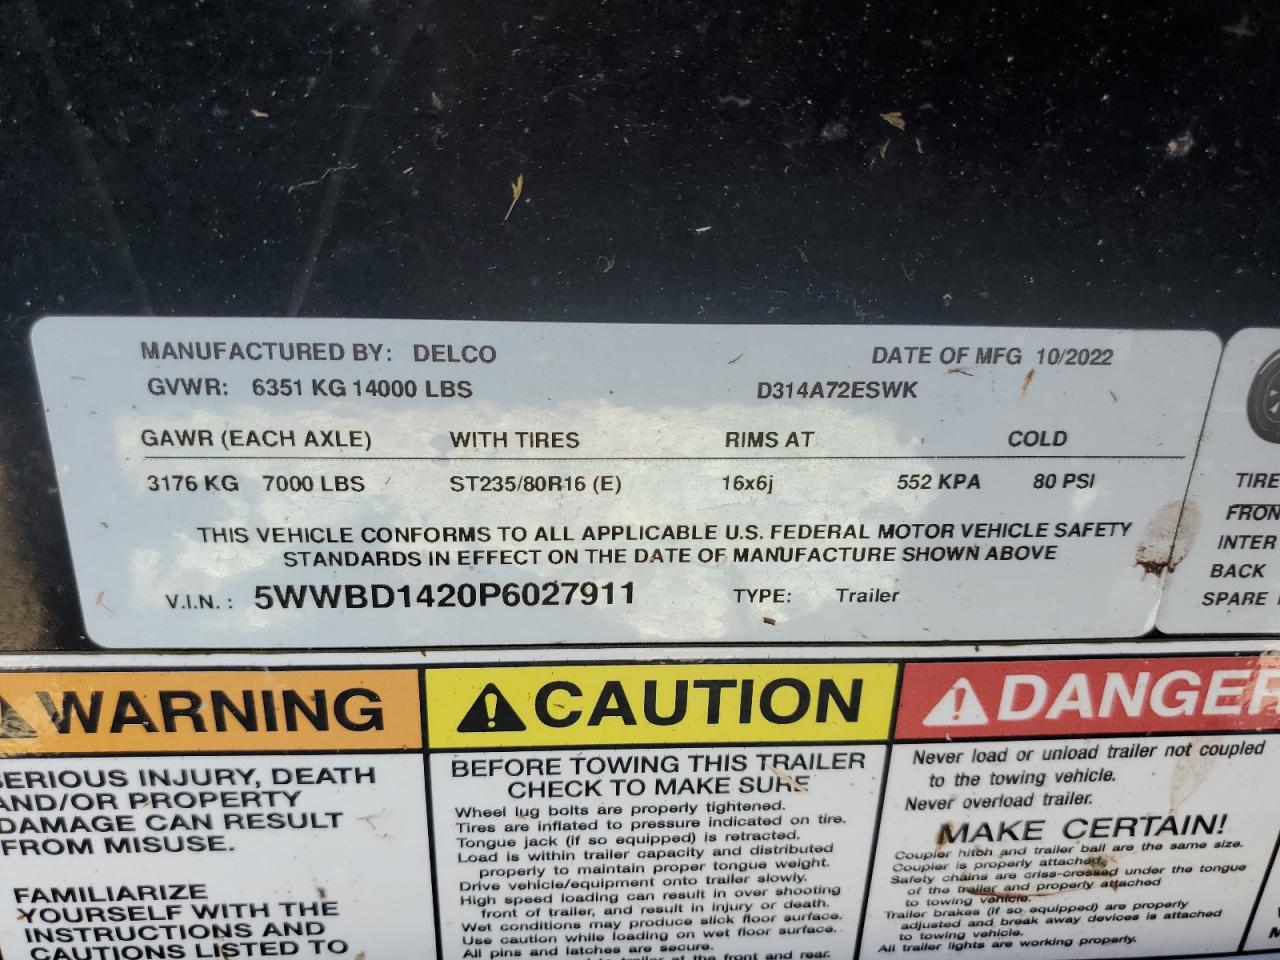 MANUFACTURED BY: DELCO DATE OF MFG 10/2022
GVWR: 6351 KG 14000 LBS D314A72ESWK
GAWR (EACH AXLE) WITH TIRES RIMS AT COLD
3176 KG 7000 LBS ST235/80R16 (E) 16x6j 552 KPA 80 PSI
THIS VEHICLE CONFORMS TO ALL APPLICABLE U.S. FEDERAL MOTOR VEHICLE SAFETY
STANDARDS IN EFFECT ON THE DATE OF MANUFACTURE SHOWN ABOVE
V.I.N. : 5WWBD1420P6027911 TYPE: Trailer
TIRE
FRON
INTER
BACK
SPARE
WARNING
SERIOUS INJURY, DEATH
AND/OR PROPERTY
DAMAGE CAN RESULT
FROM MISUSE.
FAMILIARIZE
YOURSELF WITH THE
INSTRUCTIONS AND
CAUTIONS LISTED TO
CAUTION
BEFORE TOWING THIS TRAILER
CHECK TO MAKE SURE
Wheel lug bolts are properly tightened.
Tires are inflated to pressure indicated on tire.
Tongue jack (if so equipped) is retracted.
Load is within trailer capacity and distributed
properly to maintain proper tongue weight.
Drive vehicle/equipment onto trailer slowly.
High speed loading can result in over shooting
front of trailer, and result in injury or death.
Wet conditions may produce slick floor surface.
Use caution while loading on wet floor surface.
All pins and latches are secure.
trailer at the front and rear.
DANGER
Never load or unload trailer not coupled
to the towing vehicle.
Never overload trailer.
MAKE CERTAIN!
Coupler hitch and trailer ball are the same size.
Coupler is properly attached.
Safety chains are criss-crossed under the tongue
of the trailer and properly attached
to towing vehicle.
Trailer brakes (if so equipped) are properly
adjusted and break away devices is attached
to towing vehicle.
All trailer lights are working properly.